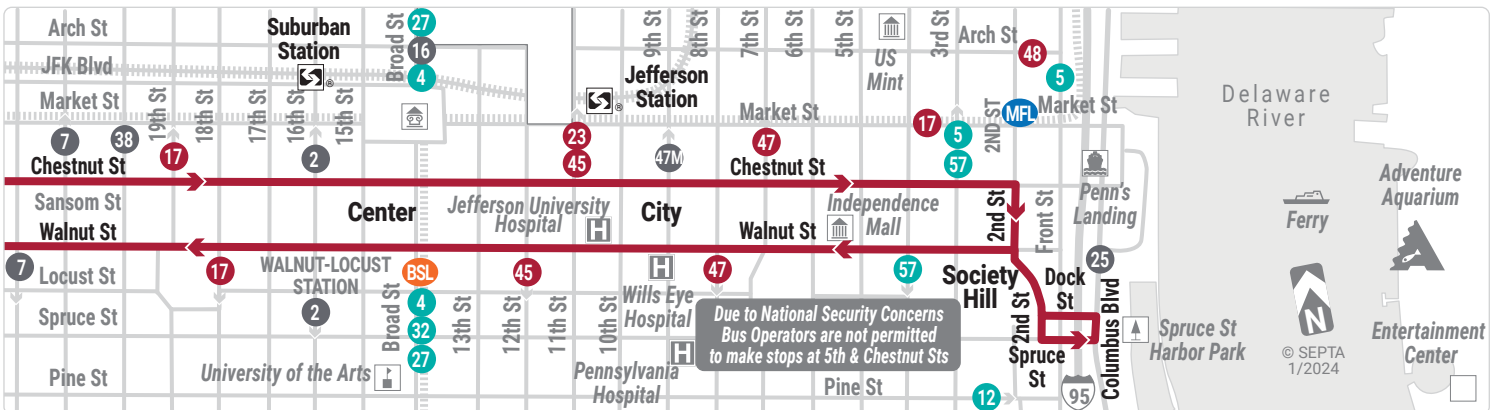 Arch St
Suburban
Station
Broad St
27
16
4
JFK Blvd
Market St
19th St
18th St
17th St
16th St
15th St
7
38
17
2
Chestnut St
9th St
8th St
7th St
6th St
5th St
3rd St
US
Mint
Arch St
48
5
Jefferson
Station
Market St
23
45
47M
47
17
5
57
2ND ST
MFL
Market St
Chestnut St
Delaware
River
Sansom St
Center
Jefferson University
Hospital
H
City
Independence
Mall
2nd St
Front St
Penn's
Landing
Ferry
Adventure
Aquarium
Walnut St
Walnut St
7
Locust St
17
WALNUT-LOCUST
STATION
2
BSL
4
32
27
Broad St
13th St
45
12th St
11th St
10th St
H
Wills Eye
Hospital
47
57
Society
Hill
Dock
St
25
Columbus Blvd
Spruce St
Due to National Security Concerns
Bus Operators are not permitted
to make stops at 5th & Chestnut Sts
2nd St
Spruce
St
Spruce St
Harbor Park
N
© SEPTA
1/2024
Entertainment
Center
Pine St
University of the Arts
H
Pennsylvania
Hospital
Pine St
12
95